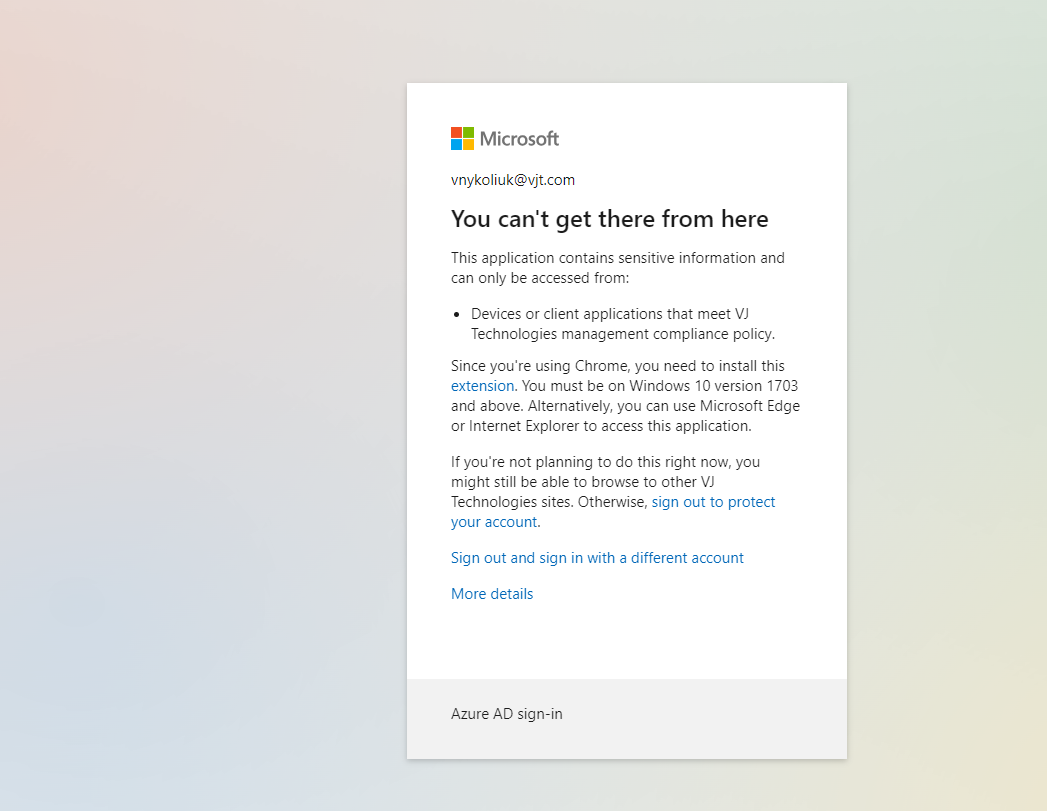 Microsoft
vnykoliuk@vjt.com
You can't get there from here
This application contains sensitive information and
can only be accessed from:
• Devices or client applications that meet VJ
Technologies management compliance policy.
Since you're using Chrome, you need to install this
extension. You must be on Windows 10 version 1703
and above. Alternatively, you can use Microsoft Edge
or Internet Explorer to access this application.
If you're not planning to do this right now, you
might still be able to browse to other VJ
Technologies sites. Otherwise, sign out to protect
your account.
Sign out and sign in with a different account
More details
Azure AD sign-in